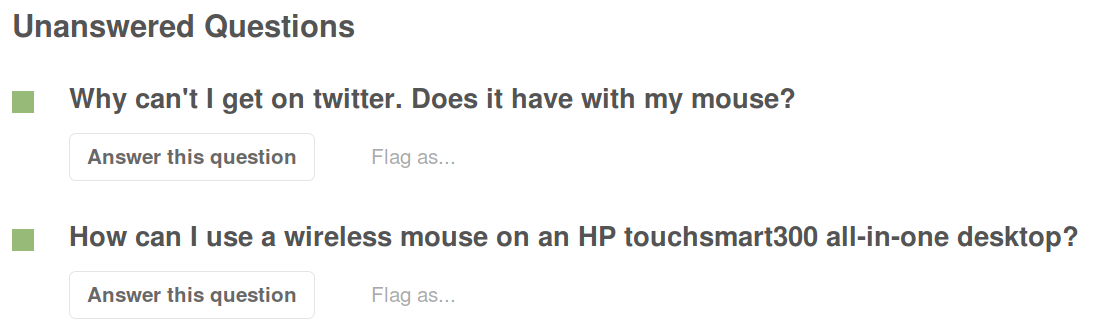 Unanswered Questions
Why can't I get on twitter. Does it have with my mouse?
Answer this question Flag as...
How can I use a wireless mouse on an HP touchsmart300 all-in-one desktop?
Answer this question Flag as...